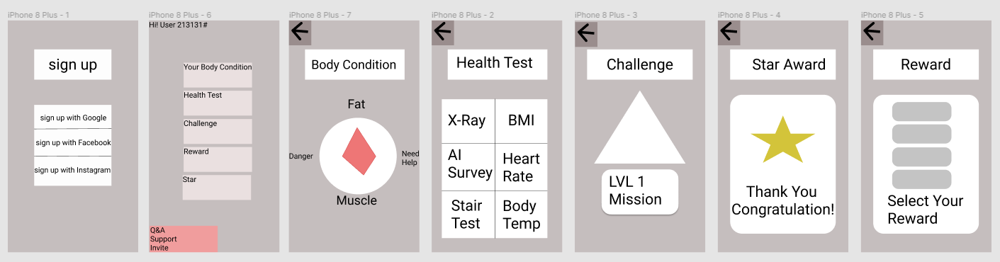 iPhone 8 Plus - 1
sign up
sign up with Google
sign up with Facebook
sign up with Instagram
iPhone 8 Plus - 6
Hi! User 213131#
Your Body Condition
Health Test
Challenge
Reward
Star
Q&A
Support
Invite
iPhone 8 Plus - 7
Body Condition
Fat
Danger
Need
Help
Muscle
iPhone 8 Plus - 2
Health Test
X-Ray
BMI
AI
Survey
Heart
Rate
Stair
Test
Body
Temp
iPhone 8 Plus - 3
Challenge
LVL 1
Mission
iPhone 8 Plus - 4
Star Award
Thank You
Congratulation!
iPhone 8 Plus - 5
Reward
Select Your
Reward